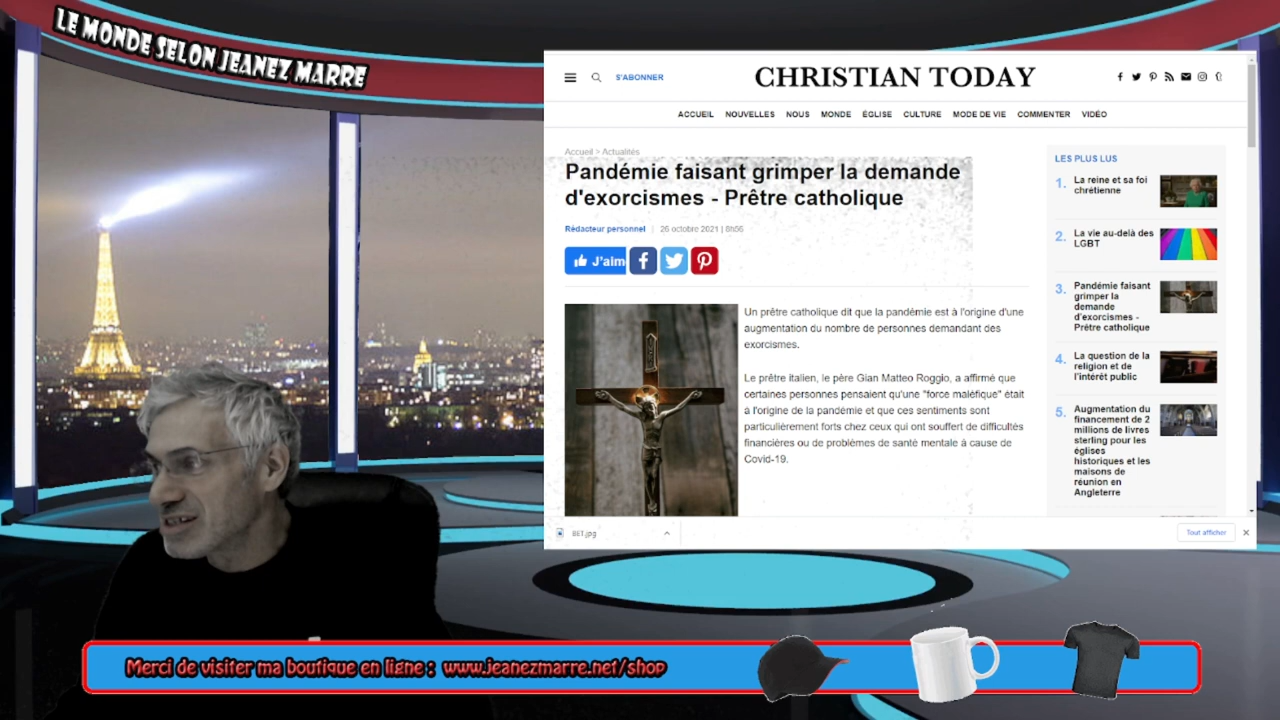 LE MONDE SELON JEANEZ MARRE
S'ABONNER
CHRISTIAN TODAY
ACCUEIL NOUVELLES NOUS MONDE ÉGLISE CULTURE MODE DE VIE COMMENTER VIDÉO
Accueil > Actualités
Pandémie faisant grimper la demande
d'exorcismes - Prêtre catholique
Rédacteur personnel | 26 octobre 2021 | 8h56
J'aim
Un prêtre catholique dit que la pandémie est à l'origine d'une
augmentation du nombre de personnes demandant des
exorcismes.
Le prêtre italien, le père Gian Matteo Roggio, a affirmé que
certaines personnes pensaient qu'une "force maléfique" était
à l'origine de la pandémie et que ces sentiments sont
particulièrement forts chez ceux qui ont souffert de difficultés
financières ou de problèmes de santé mentale à cause de
Covid-19.
LES PLUS LUS
1. La reine et sa foi
chrétienne
2. La vie au-delà des
LGBT
3. Pandémie faisant
grimper la
demande
d'exorcismes -
Prêtre catholique
4. La question de la
religion et de
l'intérêt public
5. Augmentation du
financement de 2
millions de livres
sterling pour les
églises
historiques et les
maisons de
réunion en
Angleterre
BET.jpg
Tout afficher
Merci de visiter ma boutique en ligne : www.jeanezmarre.net/shop